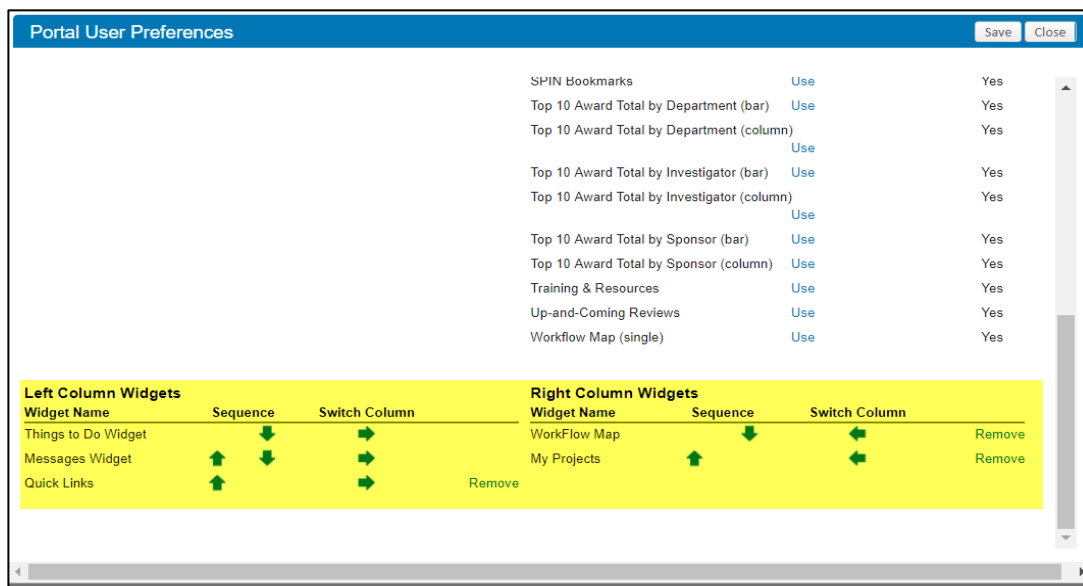 Portal User Preferences Save Close
SPIN Bookmarks Use Yes
Top 10 Award Total by Department (bar) Use Yes
Top 10 Award Total by Department (column) Yes
Use
Top 10 Award Total by Investigator (bar) Use Yes
Top 10 Award Total by Investigator (column) Yes
Use
Top 10 Award Total by Sponsor (bar) Use Yes
Top 10 Award Total by Sponsor (column) Use Yes
Training & Resources Use Yes
Up-and-Coming Reviews Use Yes
Workflow Map (single) Use Yes
Left Column Widgets
Widget Name Sequence Switch Column
Things to Do Widget
Messages Widget
Quick Links Remove
Right Column Widgets
Widget Name Sequence Switch Column
WorkFlow Map Remove
My Projects Remove